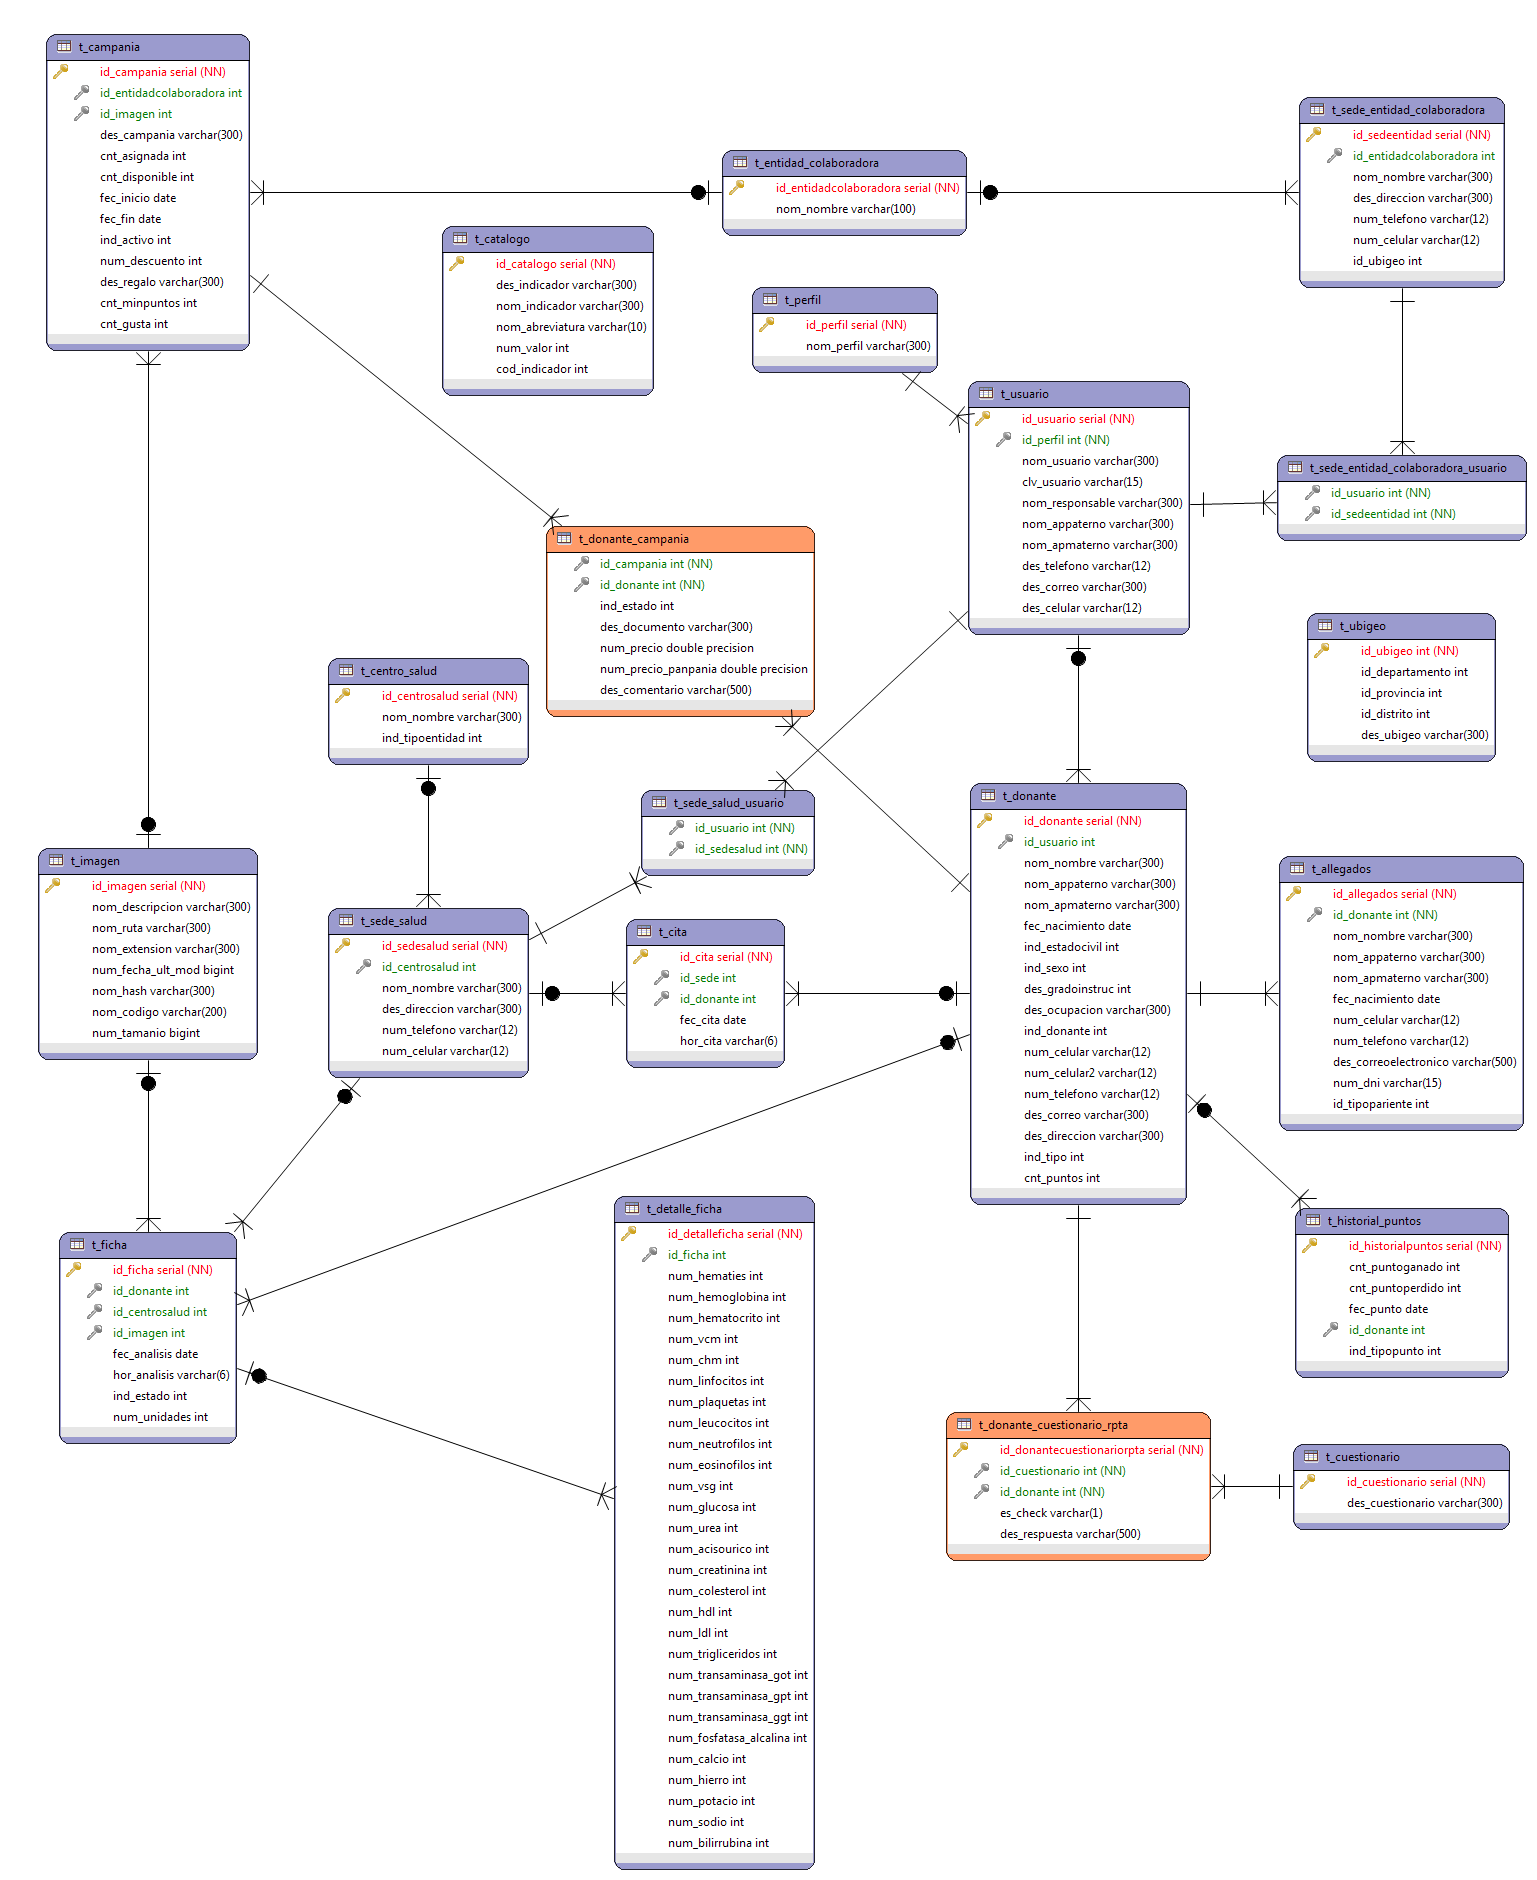 t_campania
id_campania serial (NN)
id_entidadcolaboradora int
id_imagen int
des_campania varchar(300)
cnt_asignada int
cnt_disponible int
fec_inicio date
fec_fin date
ind_activo int
num_descuento int
des_regalo varchar(300)
cnt_minpuntos int
cnt_gusta int
t_entidad_colaboradora
id_entidadcolaboradora serial (NN)
nom_nombre varchar(100)
t_sede_entidad_colaboradora
id_sedeentidad serial (NN)
id_entidadcolaboradora int
nom_nombre varchar(300)
des_direccion varchar(300)
num_telefono varchar(12)
num_celular varchar(12)
id_ubigeo int
t_catalogo
id_catalogo serial (NN)
des_indicador varchar(300)
nom_indicador varchar(300)
nom_abreviatura varchar(10)
num_valor int
cod_indicador int
t_perfil
id_perfil serial (NN)
nom_perfil varchar(300)
t_usuario
id_usuario serial (NN)
id_perfil int (NN)
nom_usuario varchar(300)
clv_usuario varchar(15)
nom_responsable varchar(300)
nom_appaterno varchar(300)
nom_apmaterno varchar(300)
des_telefono varchar(12)
des_correo varchar(300)
des_celular varchar(12)
t_sede_entidad_colaboradora_usuario
id_usuario int (NN)
id_sedeentidad int (NN)
t_donante_campania
id_campania int (NN)
id_donante int (NN)
ind_estado int
des_documento varchar(300)
num_precio double precision
num_precio_panpania double precision
des_comentario varchar(500)
t_ubigeo
id_ubigeo int (NN)
id_departamento int
id_provincia int
id_distrito int
des_ubigeo varchar(300)
t_centro_salud
id_centrosalud serial (NN)
nom_nombre varchar(300)
ind_tipoentidad int
t_sede_salud_usuario
id_usuario int (NN)
id_sedesalud int (NN)
t_donante
id_donante serial (NN)
id_usuario int
nom_nombre varchar(300)
nom_appaterno varchar(300)
nom_apmaterno varchar(300)
fec_nacimiento date
ind_estadocivil int
ind_sexo int
des_gradoinstruc int
des_ocupacion varchar(300)
ind_donante int
num_celular varchar(12)
num_celular2 varchar(12)
num_telefono varchar(12)
des_correo varchar(300)
des_direccion varchar(300)
ind_tipo int
cnt_puntos int
t_imagen
id_imagen serial (NN)
nom_descripcion varchar(300)
nom_ruta varchar(300)
nom_extension varchar(300)
num_fecha_ult_mod bigint
nom_hash varchar(300)
nom_codigo varchar(200)
num_tamanio bigint
t_sede_salud
id_sedesalud serial (NN)
id_centrosalud int
nom_nombre varchar(300)
des_direccion varchar(300)
num_telefono varchar(12)
num_celular varchar(12)
t_cita
id_cita serial (NN)
id_sede int
id_donante int
fec_cita date
hor_cita varchar(6)
t_allegados
id_allegados serial (NN)
id_donante int (NN)
nom_nombre varchar(300)
nom_appaterno varchar(300)
nom_apmaterno varchar(300)
fec_nacimiento date
num_celular varchar(12)
num_telefono varchar(12)
des_correoelectronico varchar(500)
num_dni varchar(15)
id_tipopariente int
t_historial_puntos
id_historialpuntos serial (NN)
cnt_puntoganado int
cnt_puntoperdido int
fec_punto date
id_donante int
ind_tipopunto int
t_ficha
id_ficha serial (NN)
id_donante int
id_centrosalud int
id_imagen int
fec_analisis date
hor_analisis varchar(6)
ind_estado int
num_unidades int
t_detalle_ficha
id_detalleficha serial (NN)
id_ficha int
num_hematies int
num_hemoglobina int
num_hematocrito int
num_vcm int
num_chm int
num_linfocitos int
num_plaquetas int
num_leucocitos int
num_neutrofilos int
num_eosinofilos int
num_vsg int
num_glucosa int
num_urea int
num_acisourico int
num_creatinina int
num_colesterol int
num_hdl int
num_ldl int
num_trigliceridos int
num_transaminasa_got int
num_transaminasa_gpt int
num_transaminasa_ggt int
num_fosfatasa_alcalina int
num_calcio int
num_hierro int
num_potacio int
num_sodio int
num_bilirrubina int
t_donante_cuestionario_rpta
id_donantecuestionariorpta serial (NN)
id_cuestionario int (NN)
id_donante int (NN)
es_check varchar(1)
des_respuesta varchar(500)
t_cuestionario
id_cuestionario serial (NN)
des_cuestionario varchar(300)